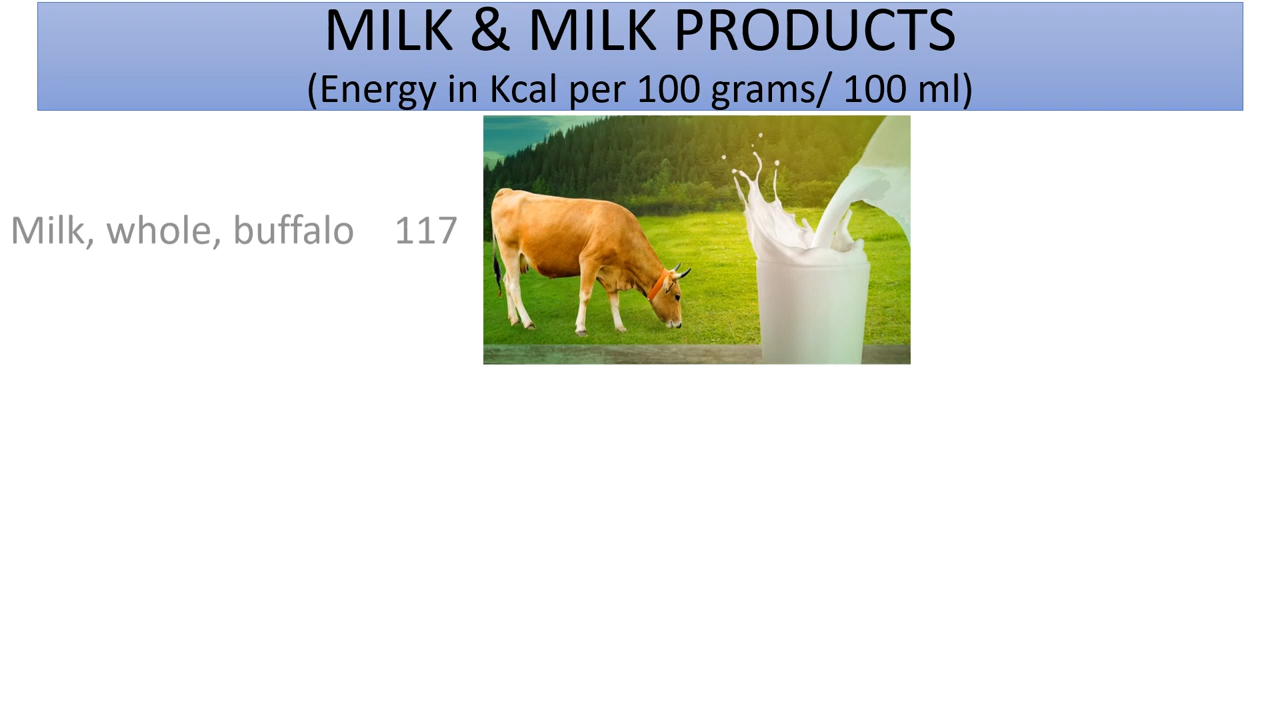 MILK & MILK PRODUCTS
(Energy in Kcal per 100 grams/ 100 ml)
Milk, whole, buffalo 117